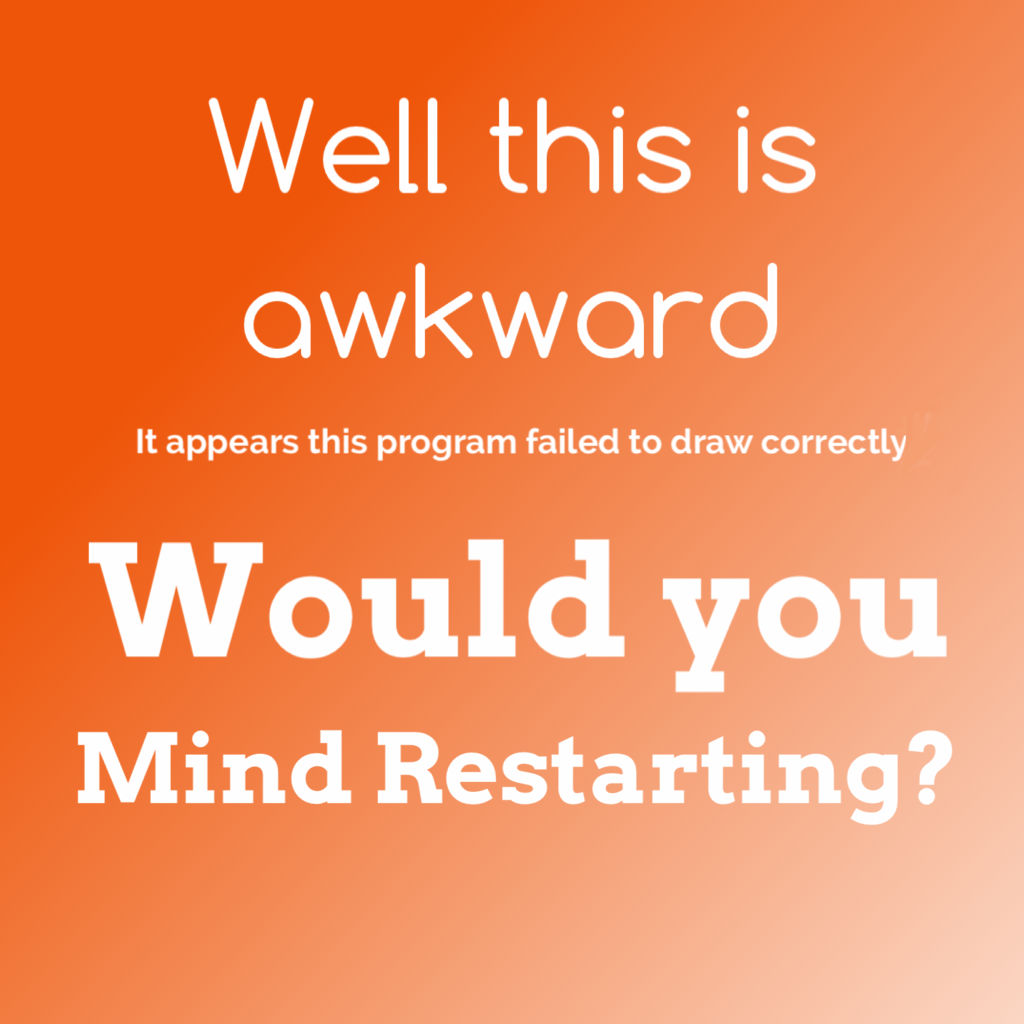 Well this is
awkward
It appears this program failed to draw correctly
Would you
Mind Restarting?